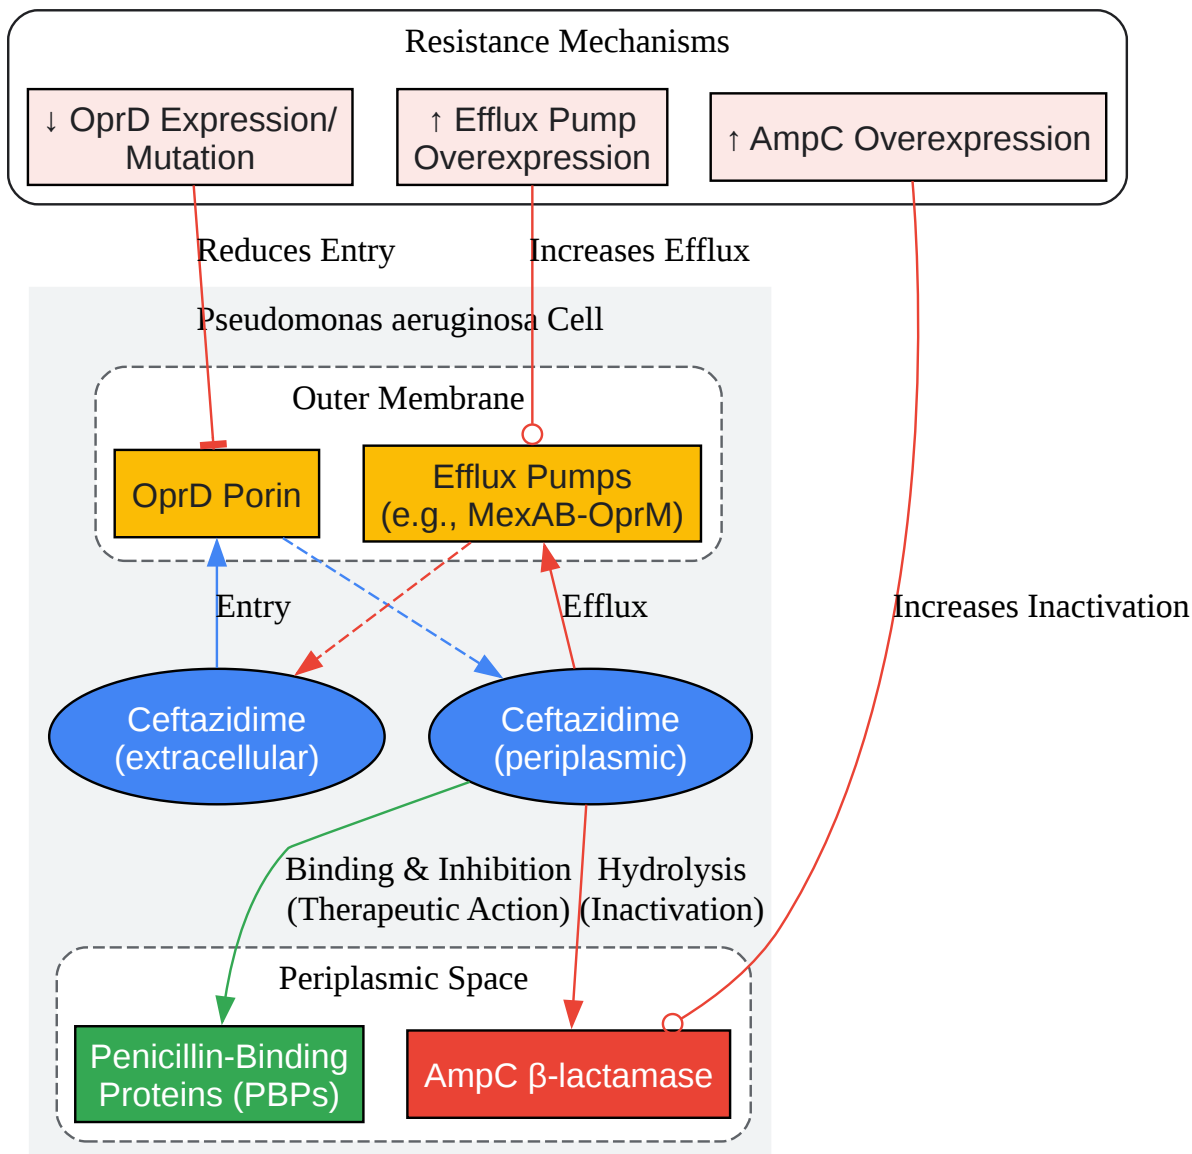 Resistance Mechanisms
↓ OprD Expression/
Mutation
↑ Efflux Pump
Overexpression
↑ AmpC Overexpression
Reduces Entry
Increases Efflux
Pseudomonas aeruginosa Cell
Outer Membrane
OprD Porin
Efflux Pumps
(e.g., MexAB-OprM)
Entry
Efflux
Increases Inactivation
Ceftazidime
(extracellular)
Ceftazidime
(periplasmic)
Binding & Inhibition
(Therapeutic Action)
Hydrolysis
(Inactivation)
Periplasmic Space
Penicillin-Binding
Proteins (PBPs)
AmpC β-lactamase